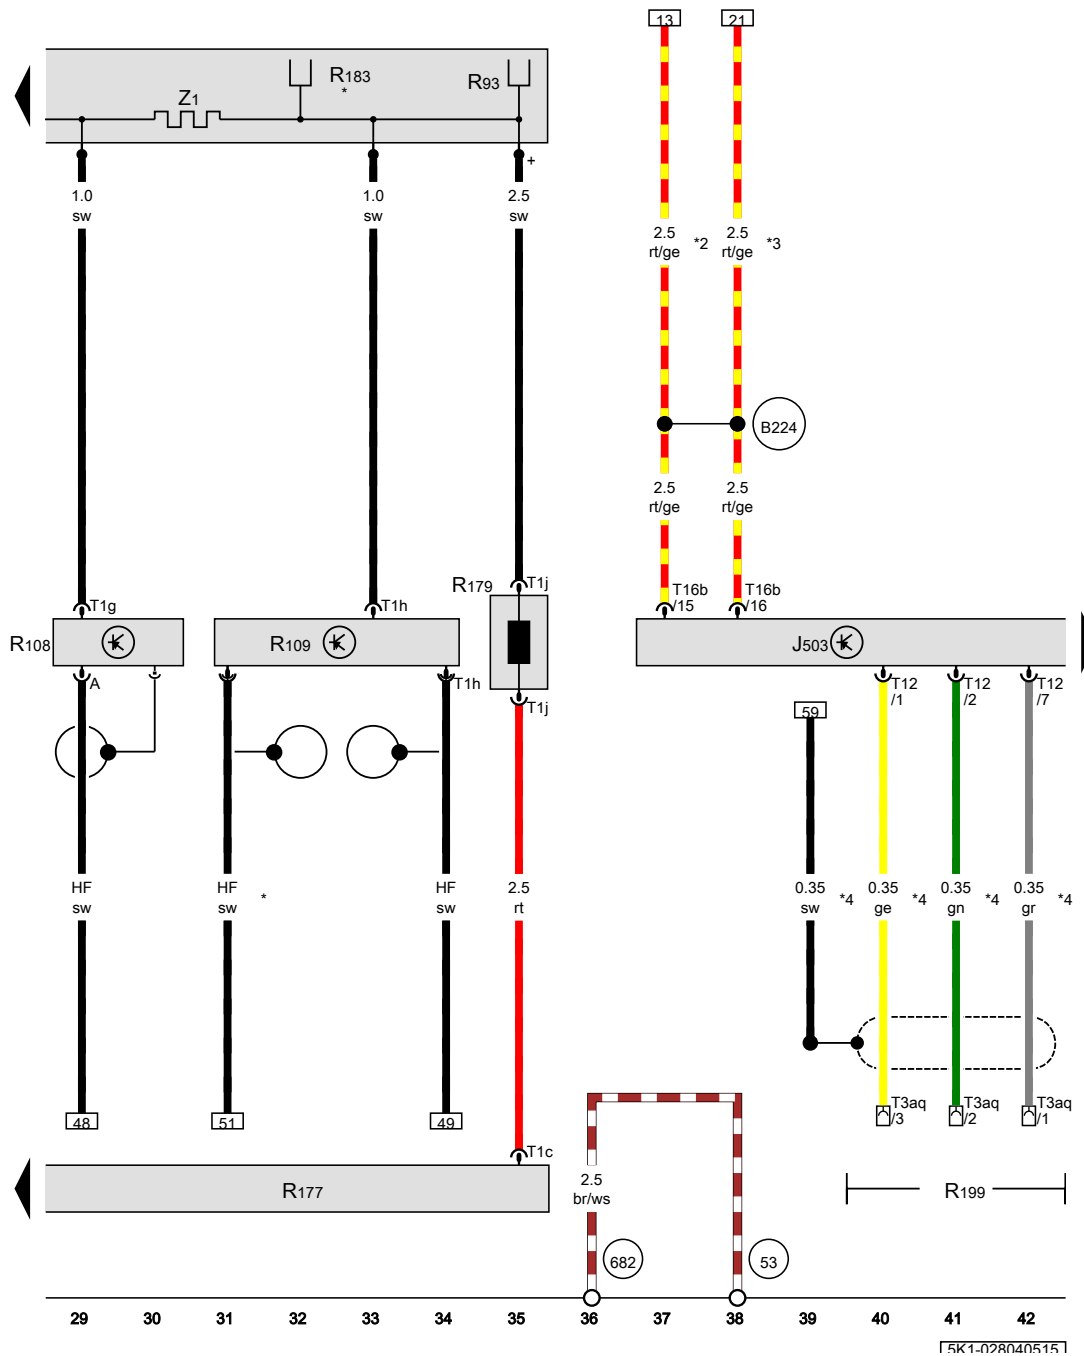 13 21
R183
*
R93
Z1
+
1.0
sw
1.0
sw
2.5
sw
2.5
rt/ge
*2
2.5
rt/ge
*3
B224
2.5
rt/ge
2.5
rt/ge
T1g
T1h
R179
T1j
T16b
/15
T16b
/16
R108
R109
J503
A
T1h
T1j
T12
/1
T12
/2
T12
/7
59
HF
sw
HF
sw
*
HF
sw
2.5
rt
0.35
sw
*4
0.35
ge
*4
0.35
gn
*4
0.35
gr
*4
48
51
49
T3aq
/3
T3aq
/2
T3aq
/1
T1c
R177
2.5
br/ws
R199
682
53
29 30 31 32 33 34 35 36 37 38 39 40 41 42
5K1-028040515